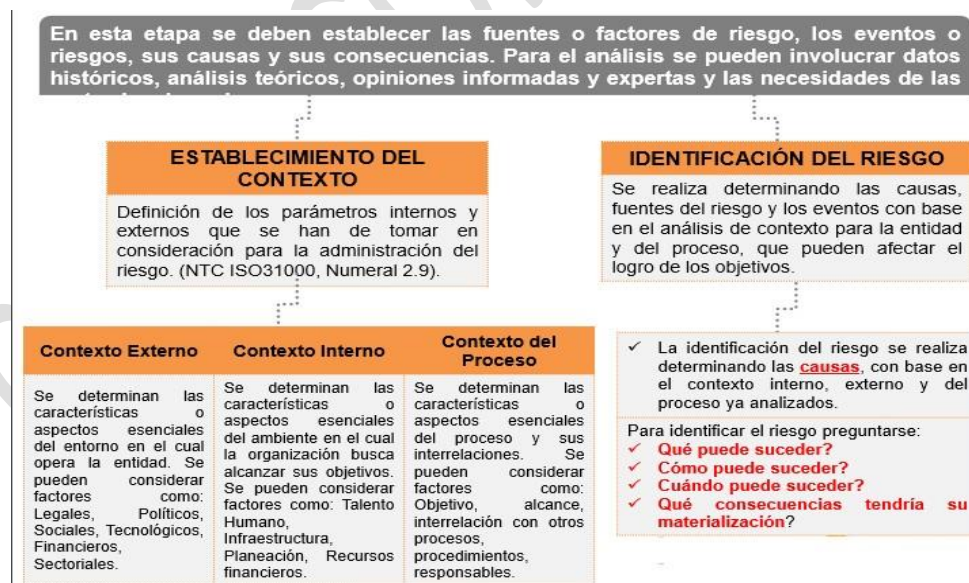 En esta etapa se deben establecer las fuentes o factores de riesgo, los eventos o
riesgos, sus causas y sus consecuencias. Para el análisis se pueden involucrar datos
históricos, análisis teóricos, opiniones informadas y expertas y las necesidades de las
ESTABLECIMIENTO DEL
CONTEXTO
Definición de los parámetros internos y
externos que se han de tomar en
consideración para la administración del
riesgo. (NTC ISO31000, Numeral 2.9).
IDENTIFICACIÓN DEL RIESGO
Se realiza determinando las causas,
fuentes del riesgo y los eventos con base
en el análisis de contexto para la entidad
y del proceso, que pueden afectar el
logro de los objetivos.
Contexto Externo
Se determinan las
características o
aspectos esenciales
del entorno en el cual
opera la entidad. Se
pueden considerar
factores como:
Legales, Políticos,
Sociales, Tecnológicos,
Financieros,
Sectoriales.
Contexto Interno
Se determinan las
características o
aspectos esenciales
del ambiente en el cual
la organización busca
alcanzar sus objetivos.
Se pueden considerar
factores como: Talento
Humano,
Infraestructura,
Planeación, Recursos
financieros.
Contexto del
Proceso
Se determinan las
características o
aspectos esenciales
del proceso y sus
interrelaciones. Se
pueden considerar
factores como:
Objetivo, alcance,
interrelación con otros
procesos,
procedimientos,
responsables.
✓ La identificación del riesgo se realiza
determinando las causas, con base en
el contexto interno, externo y del
proceso ya analizados.
Para identificar el riesgo preguntarse:
✓ Qué puede suceder?
✓ Cómo puede suceder?
✓ Cuándo puede suceder?
✓ Qué consecuencias tendría su
materialización?